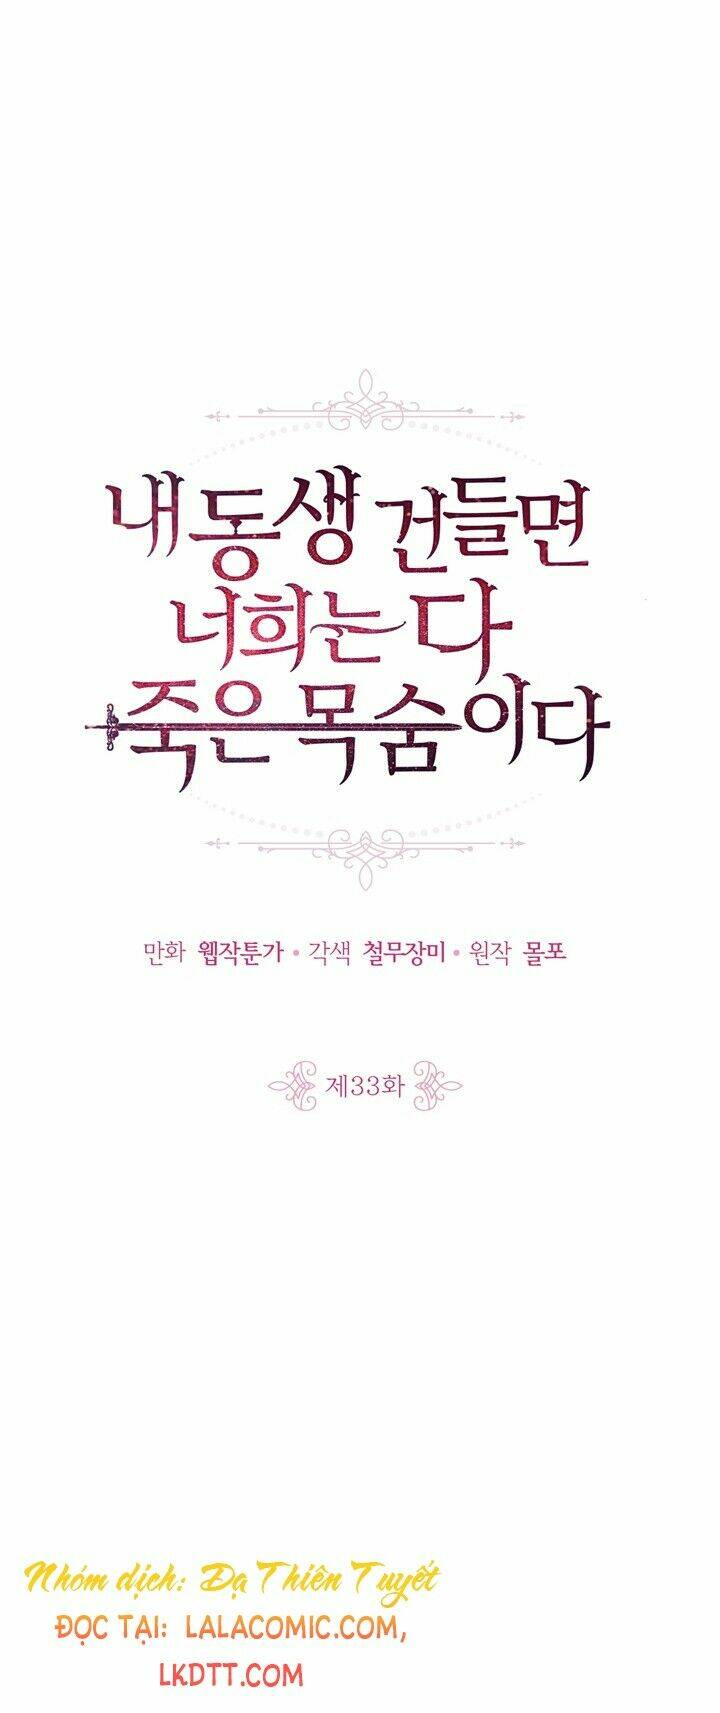 내 동생 건들면
너희는 다
죽은 목숨이다
만화 웹작툰가 • 각색 철무장미 • 원작 몰포
제33화
Nhóm dịch: Dạ Thiên Tuyết
ĐỌC TẠI: LALACOMIC.COM,
LKDTT.COM